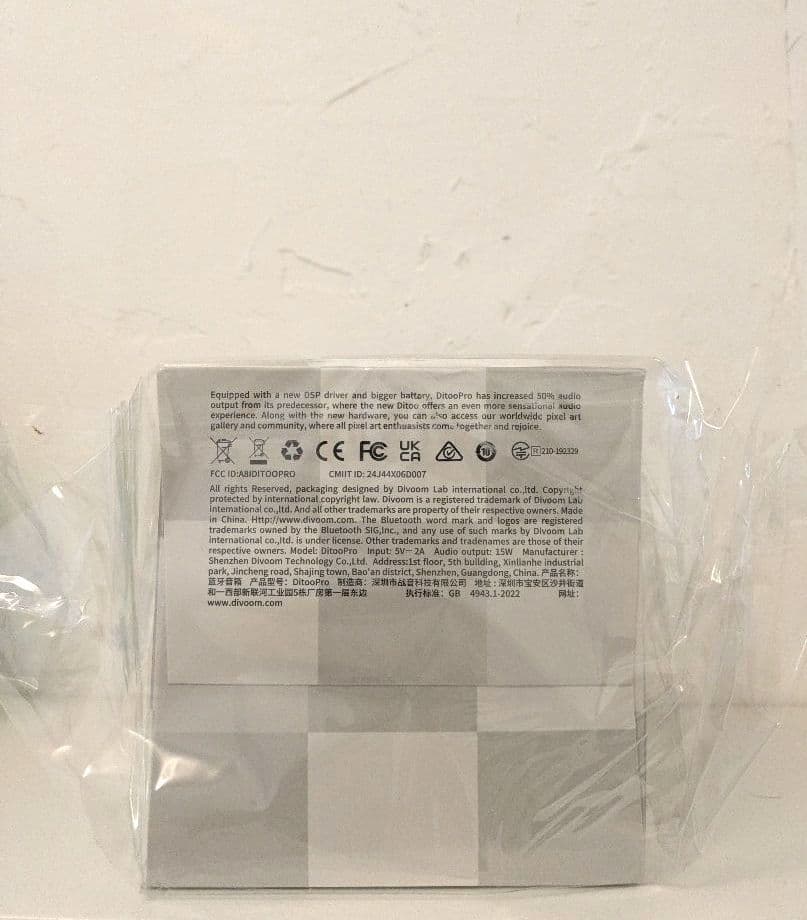 Equipped with a new DSP driver and bigger battery, DitooPro has increased 50% audio
output from its predecessor, where the new Ditoo offers an even more sensational audio
experience. Along with the new hardware, you can also access our worldwide pixel art
gallery and community, where all pixel art enthusiasts come together and rejoice.
CE FC UK CA 10 R 210-192329
FCC ID:A8IDITOOPRO CMIIT ID: 24J44X06D007
All rights Reserved, packaging designed by Divoom Lab international co.,ltd. Copyright
protected by international copyright law. Divoom is a registered trademark of Divoom Lab
international co.,ltd. And all other trademarks are property of their respective owners. Made
in China. Http://www.divoom.com. The Bluetooth word mark and logos are registered
trademarks owned by the Bluetooth SIG,Inc., and any use of such marks by Divoom Lab
international co.,ltd. is under license. Other trademarks and tradenames are those of their
respective owners. Model: DitooPro Input: 5V⎓2A Audio output: 15W Manufacturer :
Shenzhen Divoom Technology Co.,Ltd. Address:1st floor, 5th building, Xinlianhe industrial
park, Jincheng road, Shajing town, Bao'an district, Shenzhen, Guangdong, China. 产品名称:
蓝牙音箱 产品型号: DitooPro 制造商: 深圳市战音科技有限公司 地址: 深圳市宝安区沙井街道
和一西部新联河工业园5栋厂房第一层东边 执行标准: GB 4943.1-2022 网址:
www.divoom.com